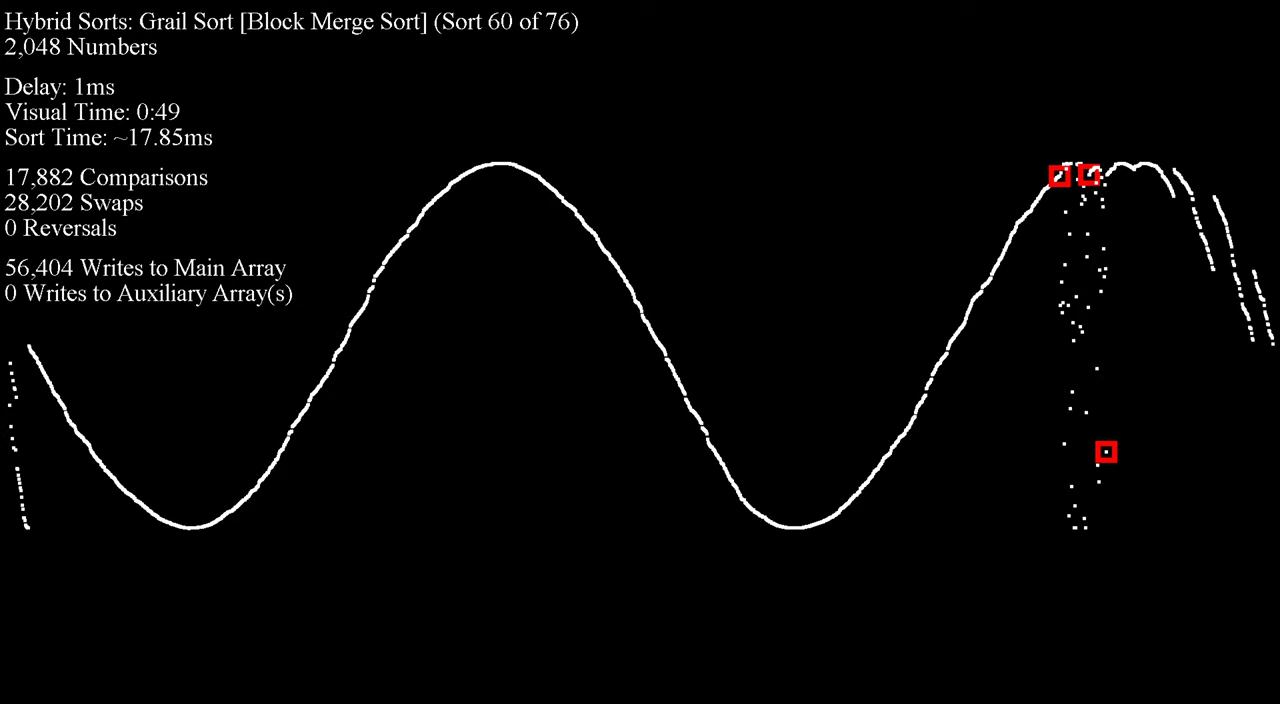 Hybrid Sorts: Grail Sort [Block Merge Sort] (Sort 60 of 76)
2,048 Numbers
Delay: 1ms
Visual Time: 0:49
Sort Time: ~17.85ms
17,882 Comparisons
28,202 Swaps
0 Reversals
56,404 Writes to Main Array
0 Writes to Auxiliary Array(s)